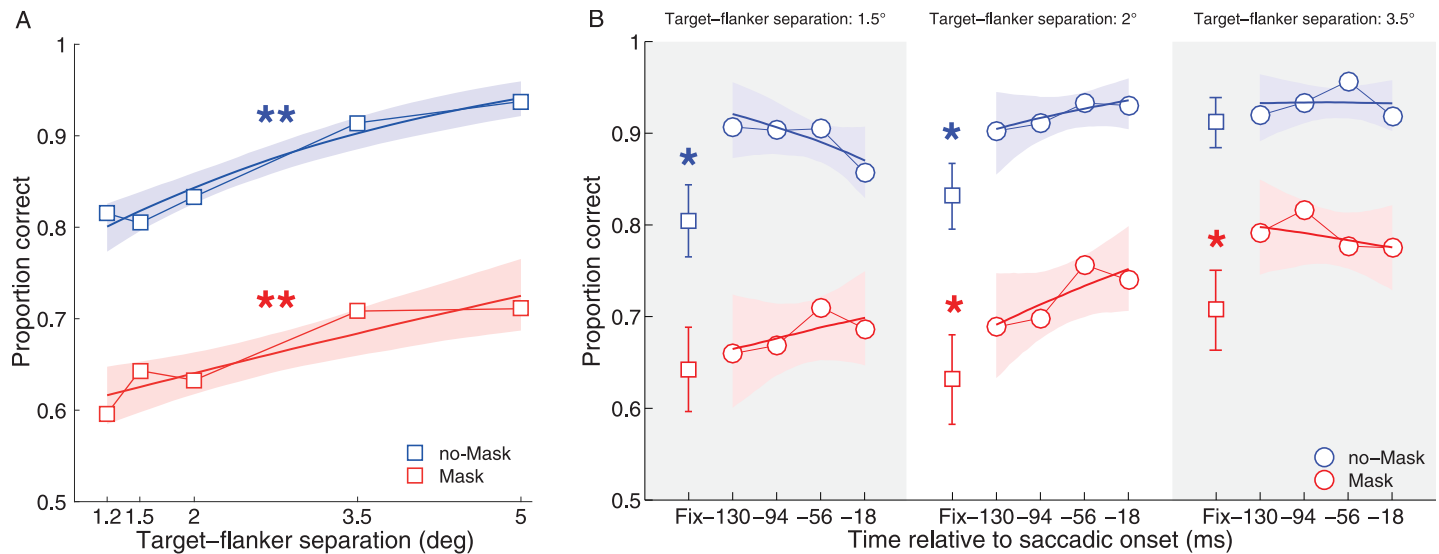 A
Proportion correct
1
0.9
0.8
0.7
0.6
0.5
**
**
no-Mask
Mask
1.2 1.5 2 3.5 5
Target–flanker separation (deg)
B
Target–flanker separation: 1.5° Target–flanker separation: 2° Target–flanker separation: 3.5°
Proportion correct
1
0.9
0.8
0.7
0.6
0.5
*
*
*
*
*
no–Mask
Mask
Fix –130 –94 –56 –18 Fix –130 –94 –56 –18 Fix –130 –94 –56 –18
Time relative to saccadic onset (ms)